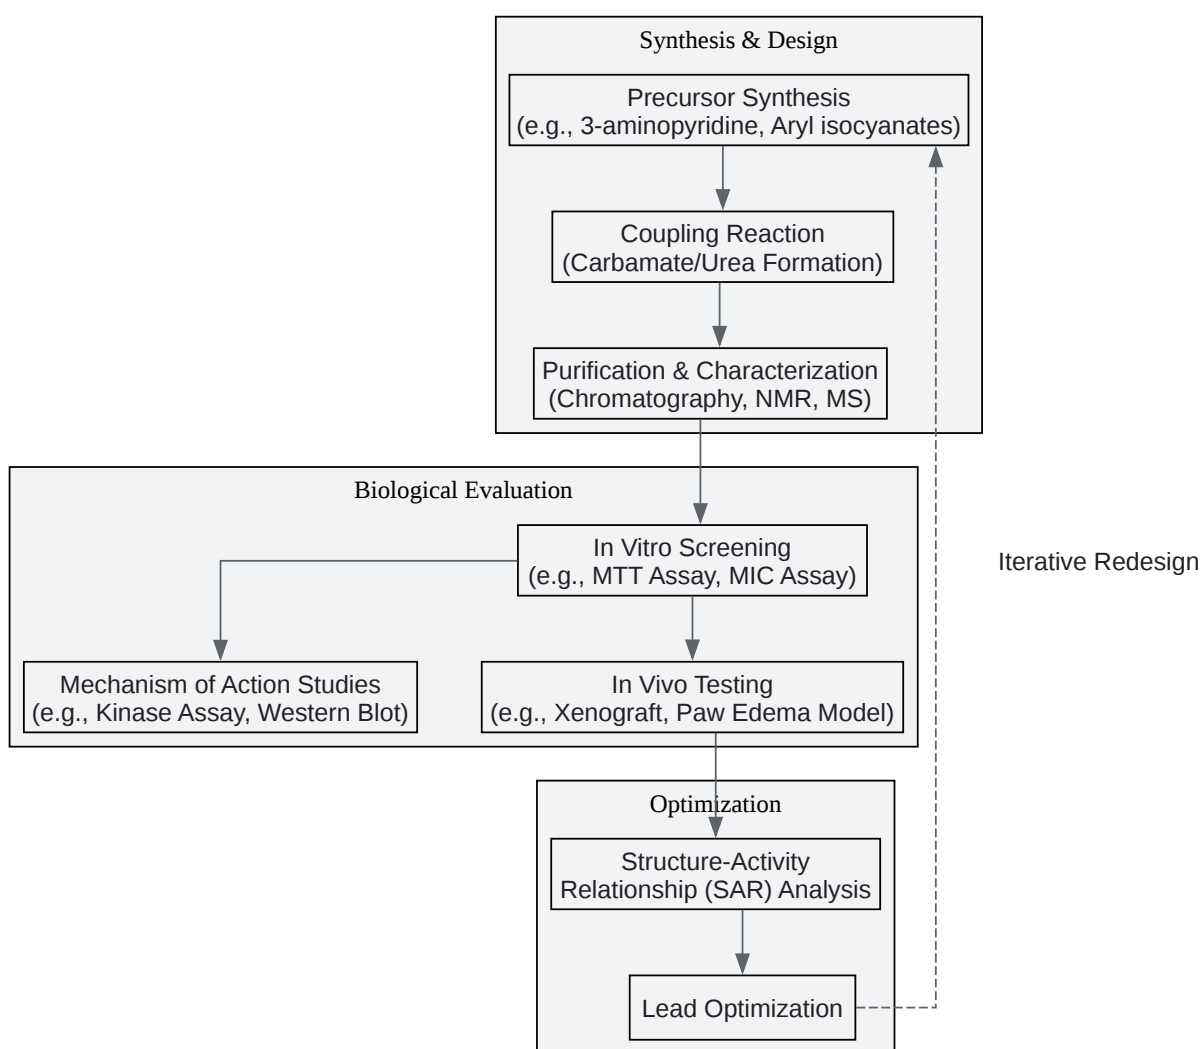 Synthesis & Design
Precursor Synthesis
(e.g., 3-aminopyridine, Aryl isocyanates)
Coupling Reaction
(Carbamate/Urea Formation)
Purification & Characterization
(Chromatography, NMR, MS)
Biological Evaluation
In Vitro Screening
(e.g., MTT Assay, MIC Assay)
Iterative Redesign
Mechanism of Action Studies
(e.g., Kinase Assay, Western Blot)
In Vivo Testing
(e.g., Xenograft, Paw Edema Model)
Optimization
Structure-Activity
Relationship (SAR) Analysis
Lead Optimization